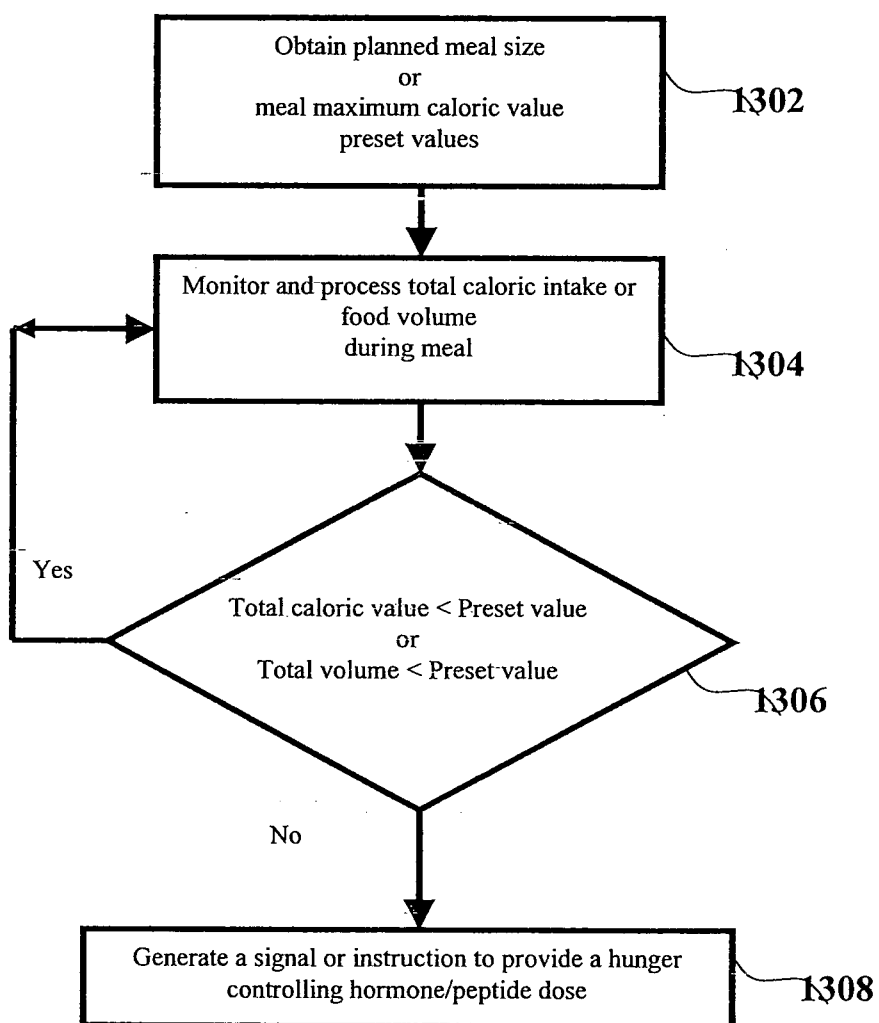 Obtain planned meal size
or
meal maximum caloric value
preset values
1302
Monitor and process total caloric intake or
food volume
during meal
1304
Yes
Total caloric value < Preset value
or
Total volume < Preset value
1306
No
Generate a signal or instruction to provide a hunger
controlling hormone/peptide dose
1308